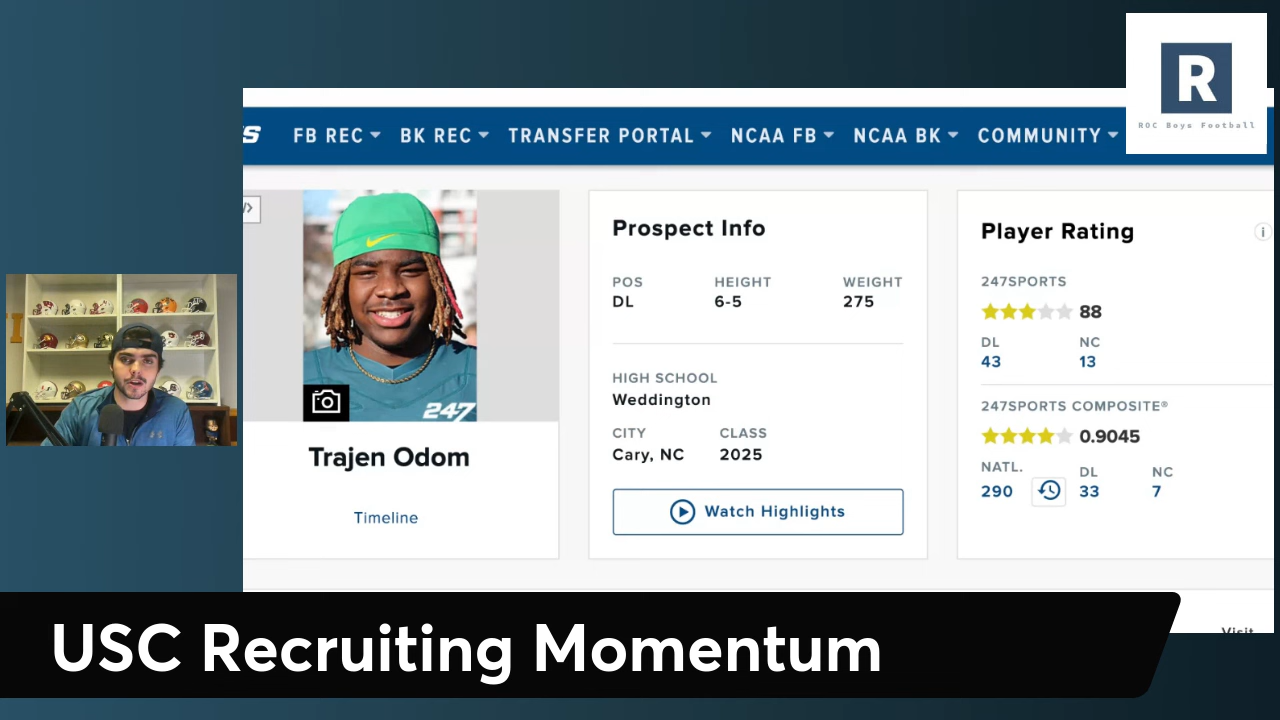 R
ROC Boys Football
S
FB REC
BK REC
TRANSFER PORTAL
NCAA FB
NCAA BK
COMMUNITY
247
Trajen Odom
Timeline
Prospect Info
POS HEIGHT WEIGHT
DL 6-5 275
HIGH SCHOOL
Weddington
CITY CLASS
Cary, NC 2025
Watch Highlights
Player Rating
i
247SPORTS
88
DL NC
43 13
247SPORTS COMPOSITE®
0.9045
NATL. DL NC
290 33 7
Visit
USC Recruiting Momentum